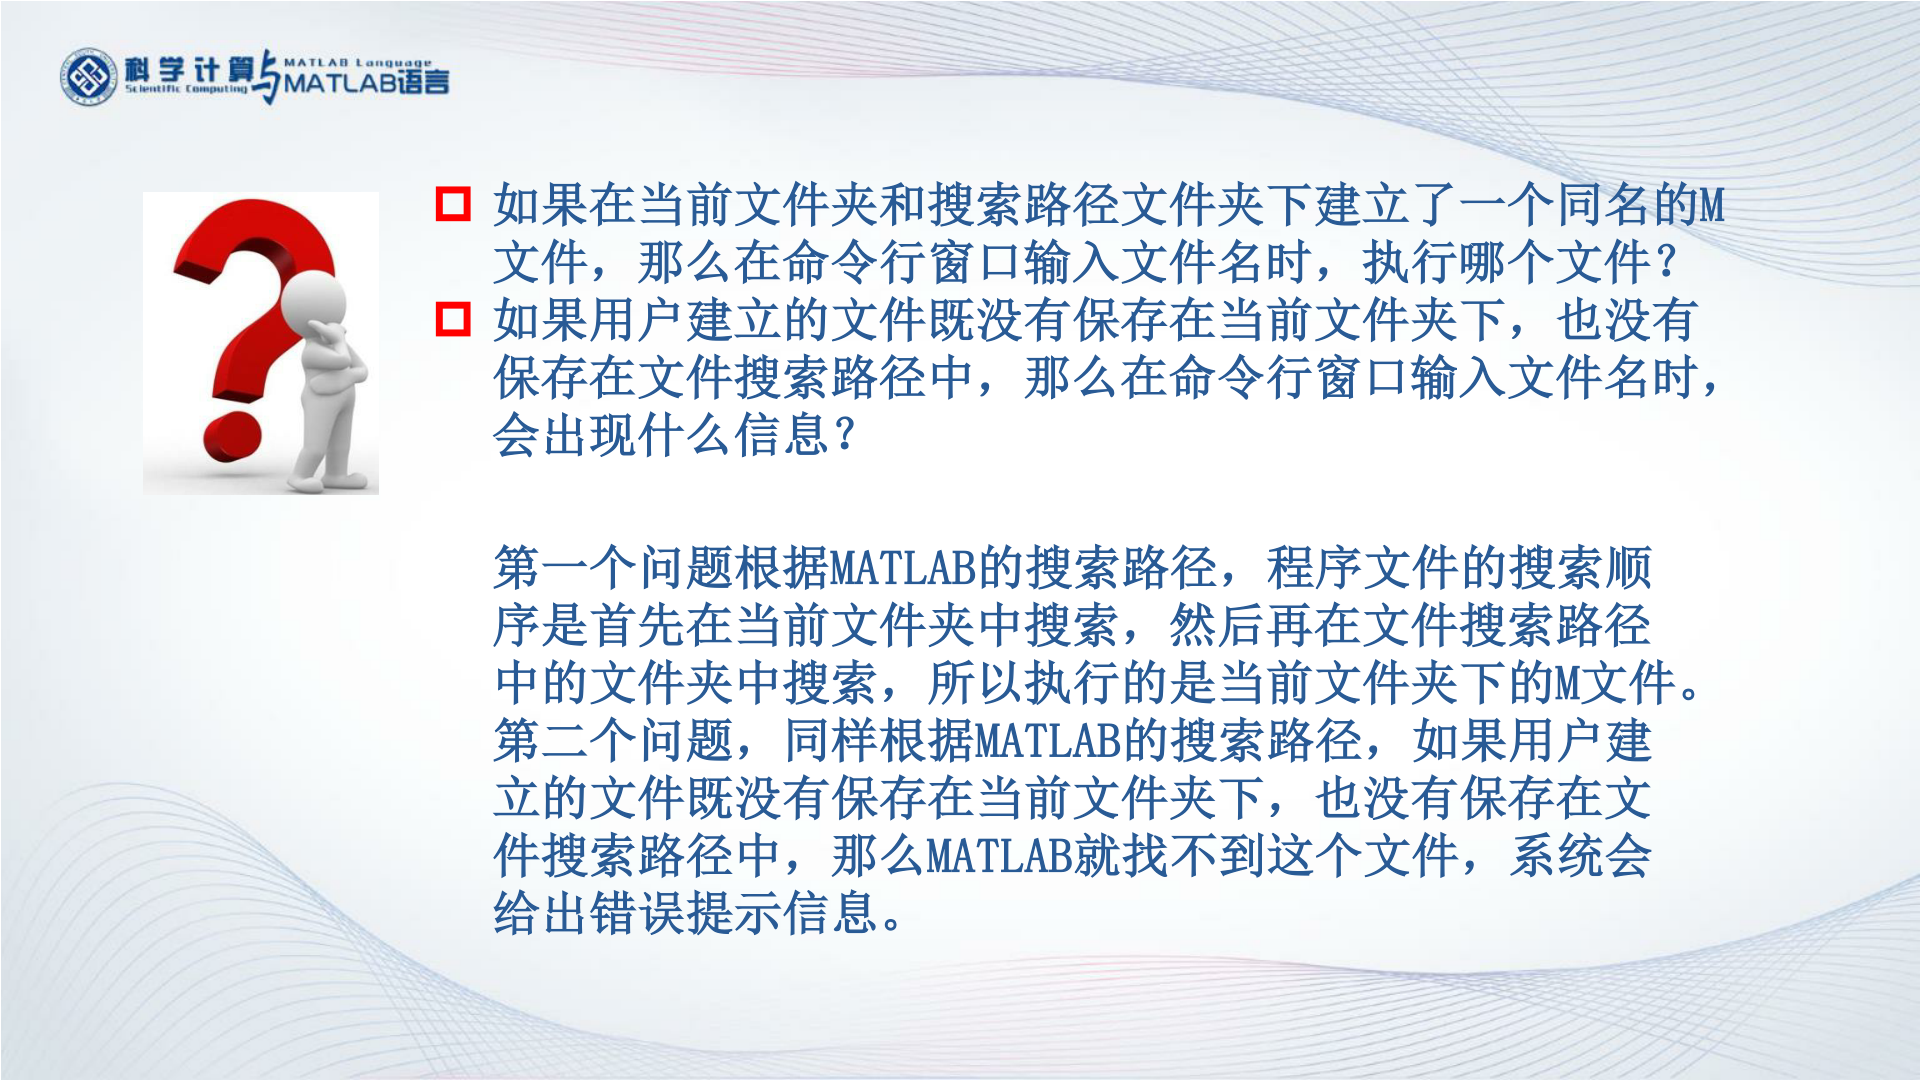 科学计算与MATLAB语言
Scientific Computing
MATLAB Language
如果在当前文件夹和搜索路径文件夹下建立了一个同名的M
文件，那么在命令行窗口输入文件名时，执行哪个文件？
如果用户建立的文件既没有保存在当前文件夹下，也没有
保存在文件搜索路径中，那么在命令行窗口输入文件名时，
会出现什么信息？
第一个问题根据MATLAB的搜索路径，程序文件的搜索顺
序是首先在当前文件夹中搜索，然后再在文件搜索路径
中的文件夹中搜索，所以执行的是当前文件夹下的M文件。
第二个问题，同样根据MATLAB的搜索路径，如果用户建
立的文件既没有保存在当前文件夹下，也没有保存在文
件搜索路径中，那么MATLAB就找不到这个文件，系统会
给出错误提示信息。